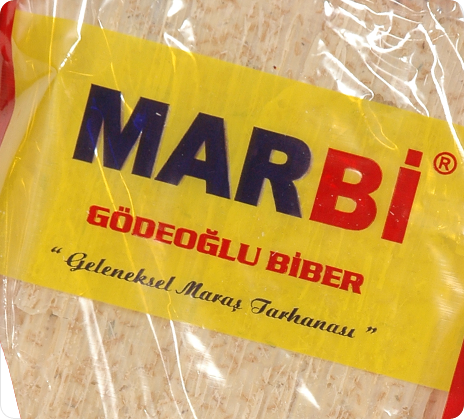 MARBİ®
GÖDEOĞLU BİBER
“Geleneksel Maraş Tarhanası”